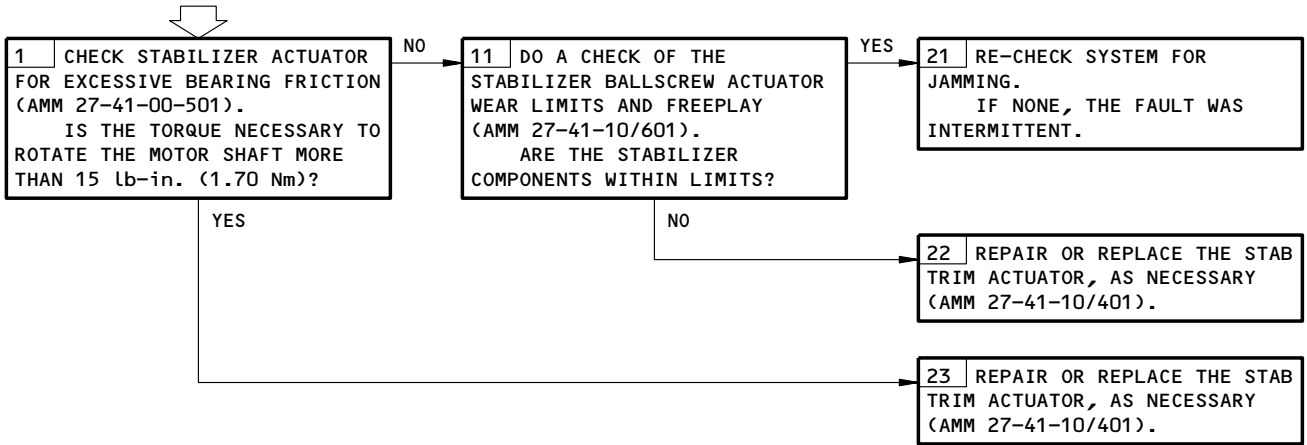 1 CHECK STABILIZER ACTUATOR
FOR EXCESSIVE BEARING FRICTION
(AMM 27-41-00-501).
IS THE TORQUE NECESSARY TO
ROTATE THE MOTOR SHAFT MORE
THAN 15 lb-in. (1.70 Nm)?
NO
YES
11 DO A CHECK OF THE
STABILIZER BALLSCREW ACTUATOR
WEAR LIMITS AND FREEPLAY
(AMM 27-41-10/601).
ARE THE STABILIZER
COMPONENTS WITHIN LIMITS?
YES
NO
21 RE-CHECK SYSTEM FOR
JAMMING.
IF NONE, THE FAULT WAS
INTERMITTENT.
22 REPAIR OR REPLACE THE STAB
TRIM ACTUATOR, AS NECESSARY
(AMM 27-41-10/401).
23 REPAIR OR REPLACE THE STAB
TRIM ACTUATOR, AS NECESSARY
(AMM 27-41-10/401).